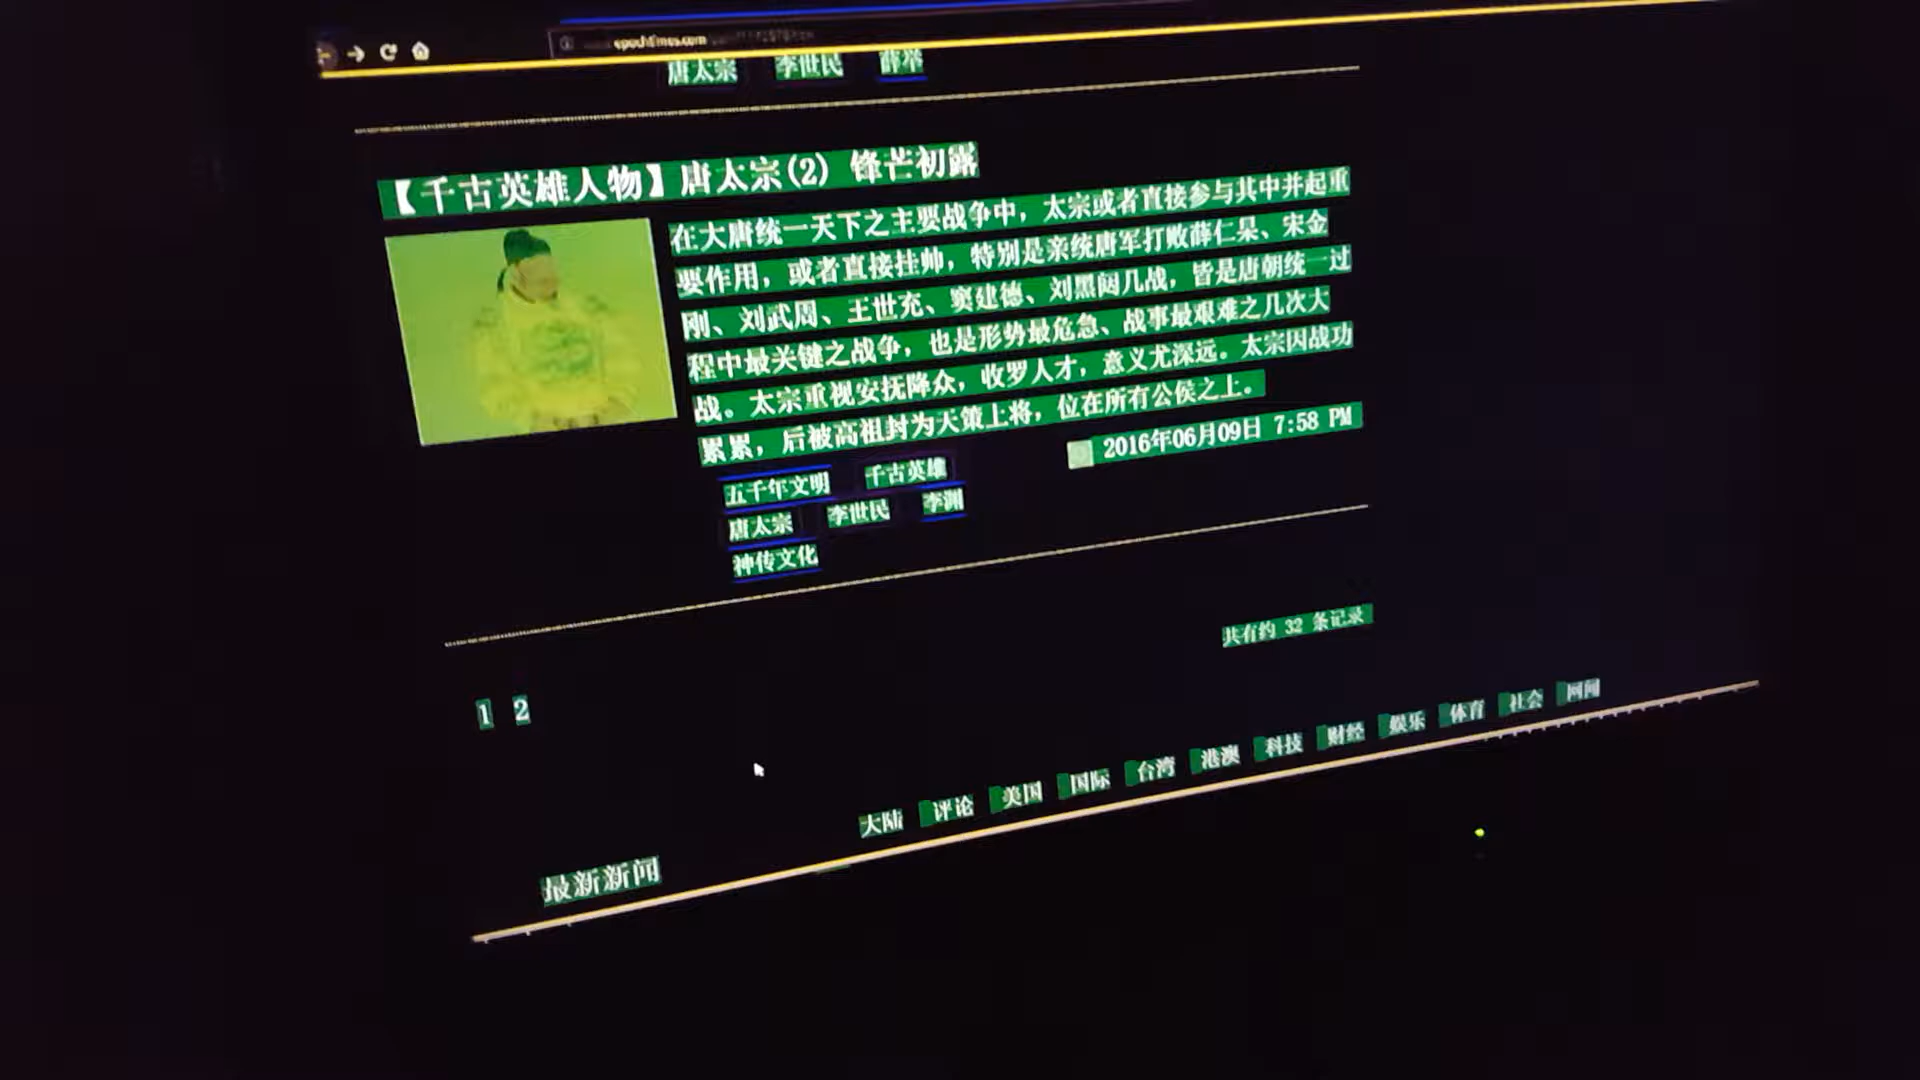 epochtimes.com
唐太宗 李世民 薛举
【千古英雄人物】唐太宗(2) 锋芒初露
在大唐统一天下之主要战争中，太宗或者直接参与其中并起重
要作用，或者直接挂帅，特别是亲统唐军打败薛仁杲、宋金
刚、刘武周、王世充、窦建德、刘黑闼几战，皆是唐朝统一过
程中最关键之战争，也是形势最危急、战事最艰难之几次大
战。太宗重视安抚降众，收罗人才，意义尤深远。太宗因战功
累累，后被高祖封为天策上将，位在所有公侯之上。
2016年06月09日 7:58 PM
五千年文明 千古英雄
唐太宗 李世民 李渊
神传文化
共有约 32 条记录
1 2
大陆 评论 美国 国际 台湾 港澳 科技 财经 娱乐 体育 社会 网闻
最新新闻